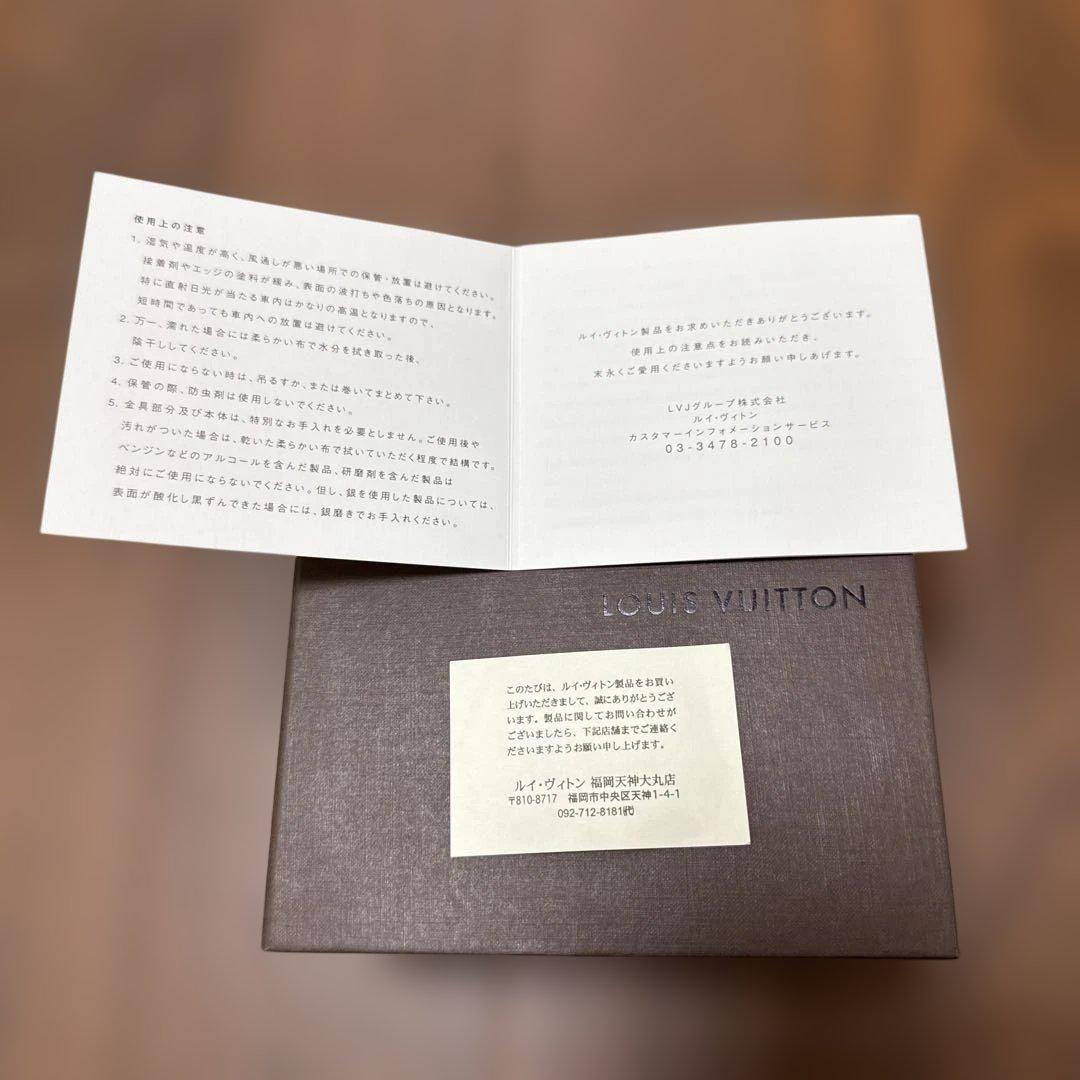 使用上の注意
1. 湿気や温度が高く、風通しが悪い場所での保管・放置は避けてください。
接着剤やエッジの塗料が緩み、表面の波打ちや色落ちの原因となります。
特に直射日光が当たる車内はかなりの高温となりますので、
短時間であっても車内への放置は避けてください。
2. 万一、濡れた場合には柔らかい布で水分を拭き取った後、
陰干ししてください。
3. ご使用にならない時は、吊るすか、または巻いてまとめて下さい。
4. 保管の際、防虫剤は使用しないでください。
5. 金具部分及び本体は、特別なお手入れを必要としません。ご使用後や
汚れがついた場合は、乾いた柔らかい布で拭いていただく程度で結構です。
ベンジンなどのアルコールを含んだ製品、研磨剤を含んだ製品は
絶対にご使用にならないでください。但し、銀を使用した製品については、
表面が酸化し黒ずんできた場合には、銀磨きでお手入れください。
ルイ・ヴィトン製品をお求めいただきありがとうございます。
使用上の注意点をお読みいただき、
末永くご愛用くださいますようお願い申しあげます。
LVJグループ株式会社
ルイ・ヴィトン
カスタマーインフォメーションサービス
03-3478-2100
LOUIS VUITTON
このたびは、ルイ・ヴィトン製品をお買い
上げいただきまして、誠にありがとうござ
います。製品に関してお問い合わせが
ございましたら、下記店舗までご連絡く
ださいますようお願い申し上げます。
ルイ・ヴィトン 福岡天神大丸店
〒810-8717 福岡市中央区天神1-4-1
092-712-8181㈹